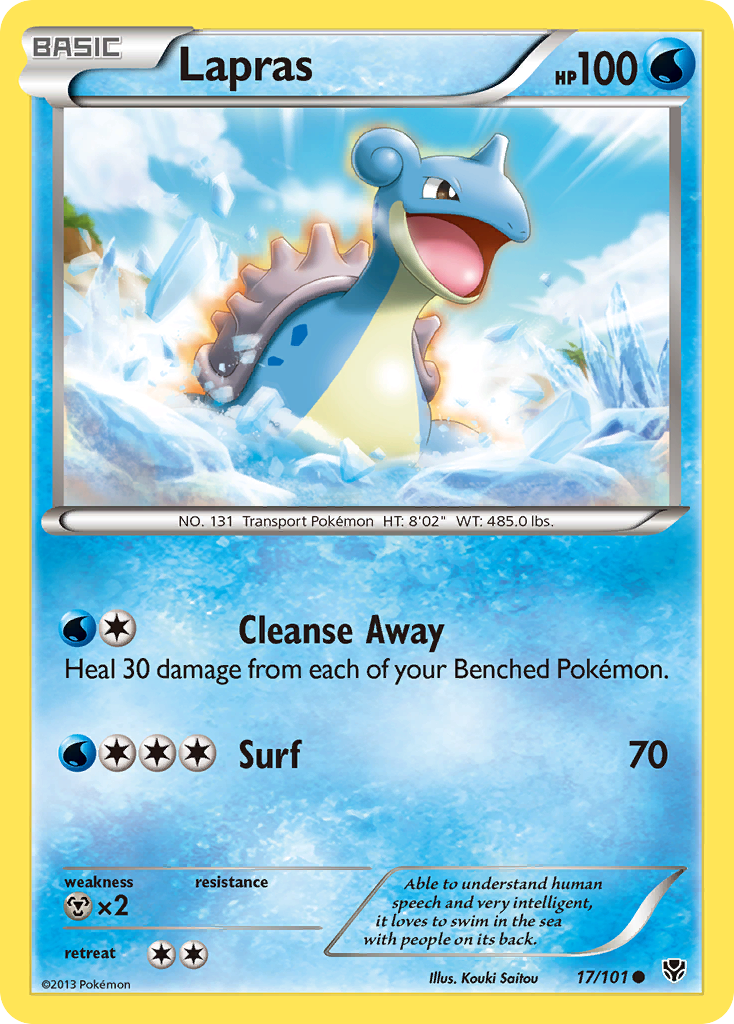 BASIC
Lapras
HP100
NO. 131 Transport Pokémon HT: 8'02" WT: 485.0 lbs.
Cleanse Away
Heal 30 damage from each of your Benched Pokémon.
Surf 70
weakness resistance
×2
retreat
Able to understand human
speech and very intelligent,
it loves to swim in the sea
with people on its back.
©2013 Pokémon
Illus. Kouki Saitou
17/101